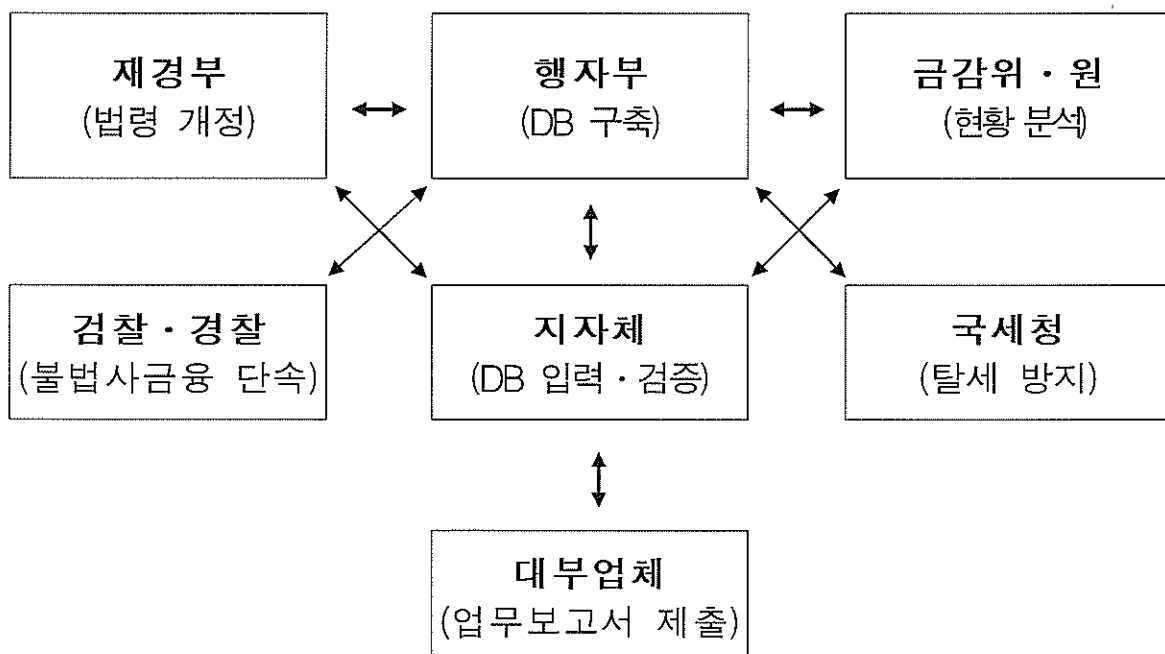 재경부
(법령 개정)
행자부
(DB 구축)
금감위·원
(현황 분석)
검찰·경찰
(불법사금융 단속)
지자체
(DB 입력·검증)
국세청
(탈세 방지)
대부업체
(업무보고서 제출)